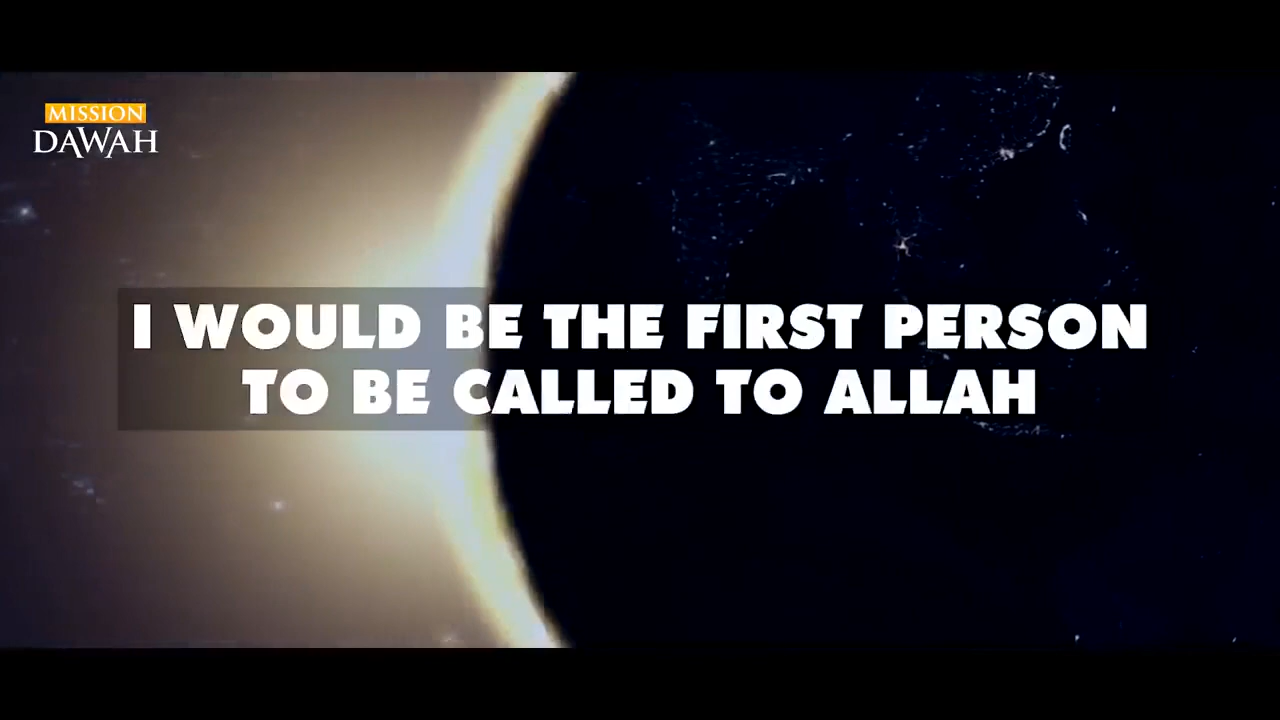 MISSION
DAWAH
I WOULD BE THE FIRST PERSON
TO BE CALLED TO ALLAH